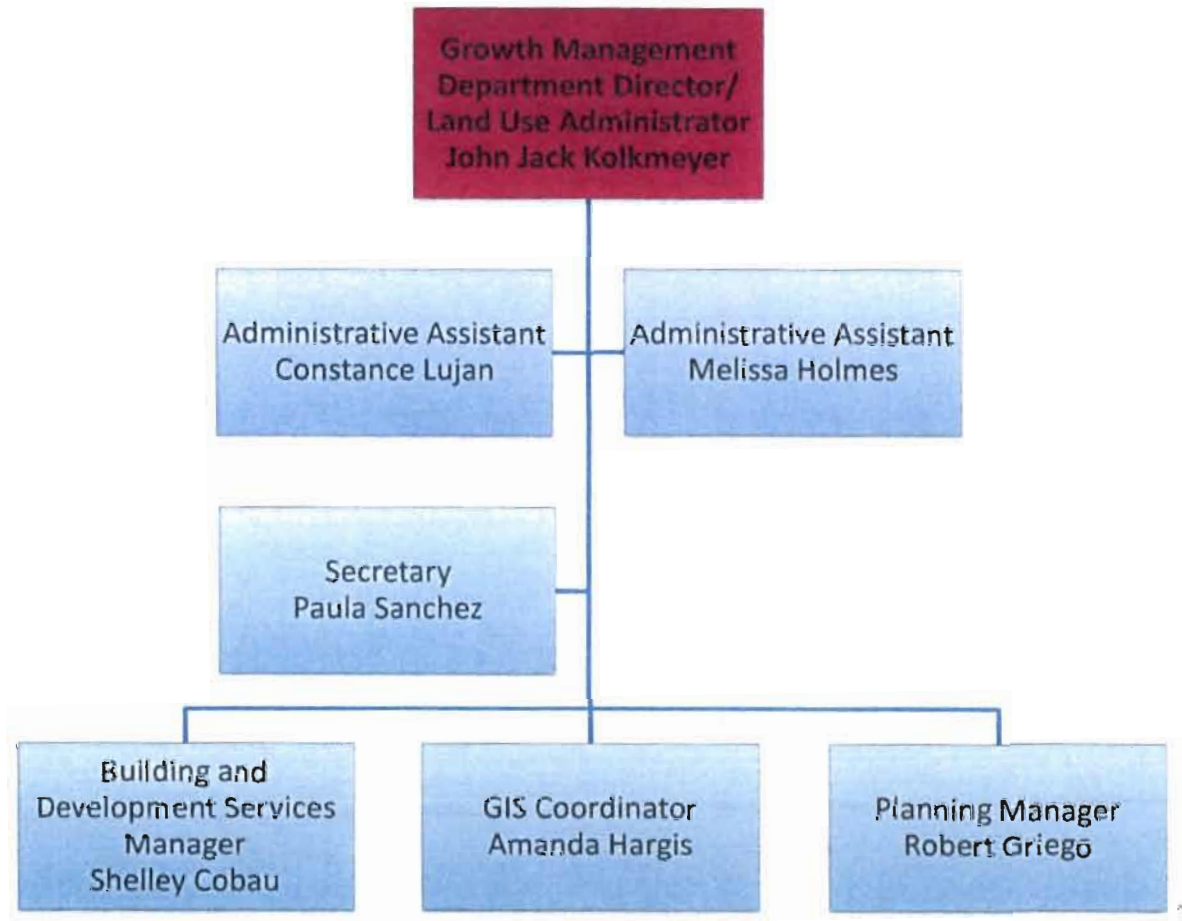 Growth Management
Department Director/
Land Use Administrator
John Jack Kolkmeyer
Administrative Assistant
Constance Lujan
Administrative Assistant
Melissa Holmes
Secretary
Paula Sanchez
Building and
Development Services
Manager
Shelley Cobau
GIS Coordinator
Amanda Hargis
Planning Manager
Robert Griego